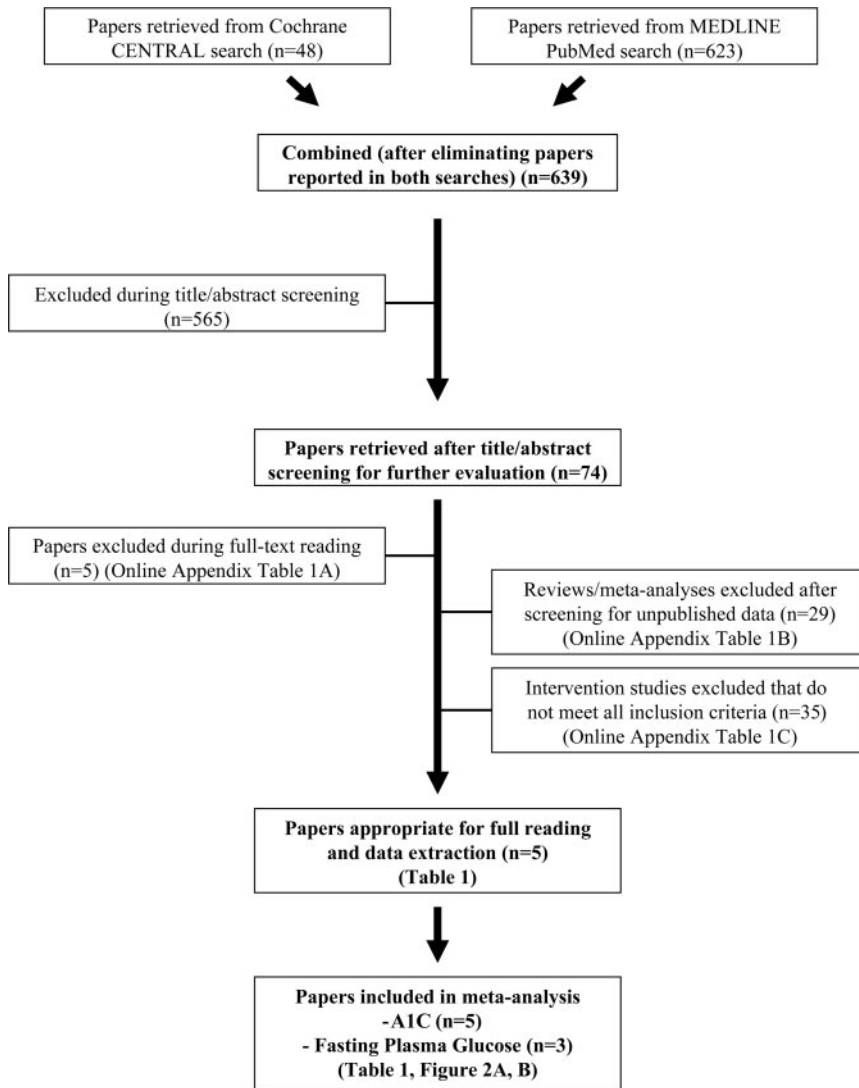 Papers retrieved from Cochrane
CENTRAL search (n=48)
Papers retrieved from MEDLINE
PubMed search (n=623)
Combined (after eliminating papers
reported in both searches) (n=639)
Excluded during title/abstract screening
(n=565)
Papers retrieved after title/abstract
screening for further evaluation (n=74)
Papers excluded during full-text reading
(n=5) (Online Appendix Table 1A)
Reviews/meta-analyses excluded after
screening for unpublished data (n=29)
(Online Appendix Table 1B)
Intervention studies excluded that do
not meet all inclusion criteria (n=35)
(Online Appendix Table 1C)
Papers appropriate for full reading
and data extraction (n=5)
(Table 1)
Papers included in meta-analysis
-A1C (n=5)
- Fasting Plasma Glucose (n=3)
(Table 1, Figure 2A, B)